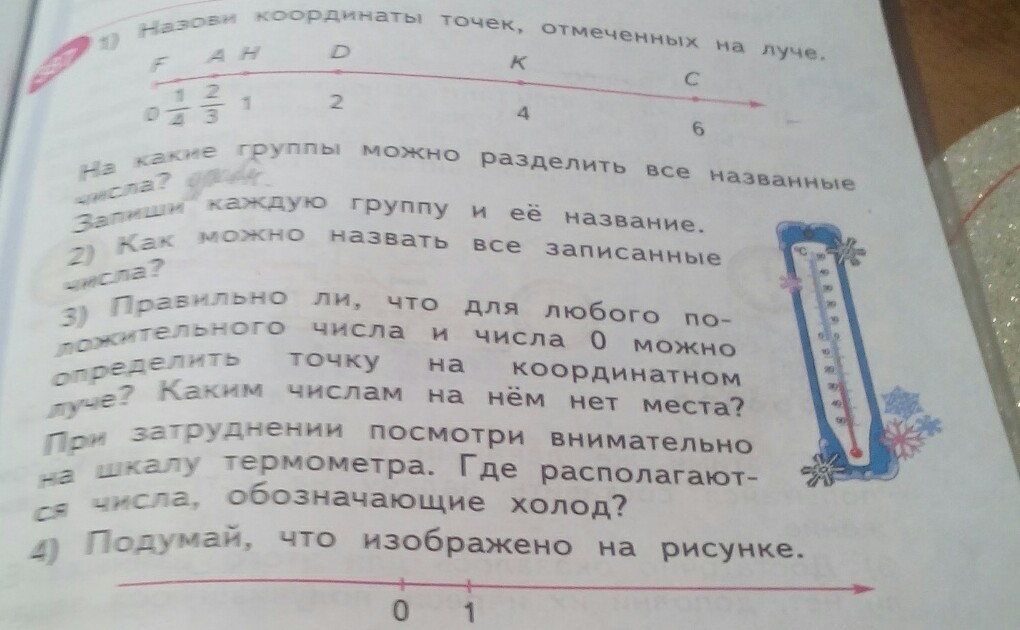 1) Назови координаты точек, отмеченных на луче.
F A H D K C
0 1/4 2/3 1 2 4 6
На какие группы можно разделить все названные
числа?
Запиши каждую группу и её название.
2) Как можно назвать все записанные
числа?
3) Правильно ли, что для любого по-
ложительного числа и числа 0 можно
определить точку на координатном
луче? Каким числам на нём нет места?
При затруднении посмотри внимательно
на шкалу термометра. Где располагают-
ся числа, обозначающие холод?
4) Подумай, что изображено на рисунке.
0 1
°C